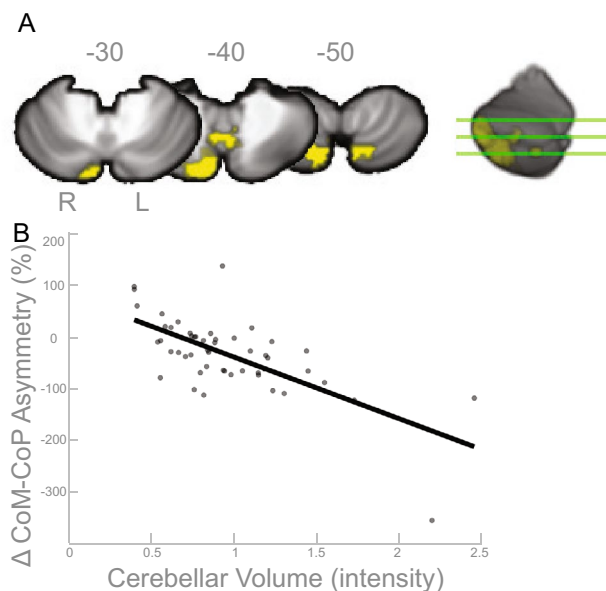 A
-30 -40 -50
R L
B
Δ CoM-CoP Asymmetry (%)
200
100
0
-100
-200
-300
0 0.5 1 1.5 2 2.5
Cerebellar Volume (intensity)